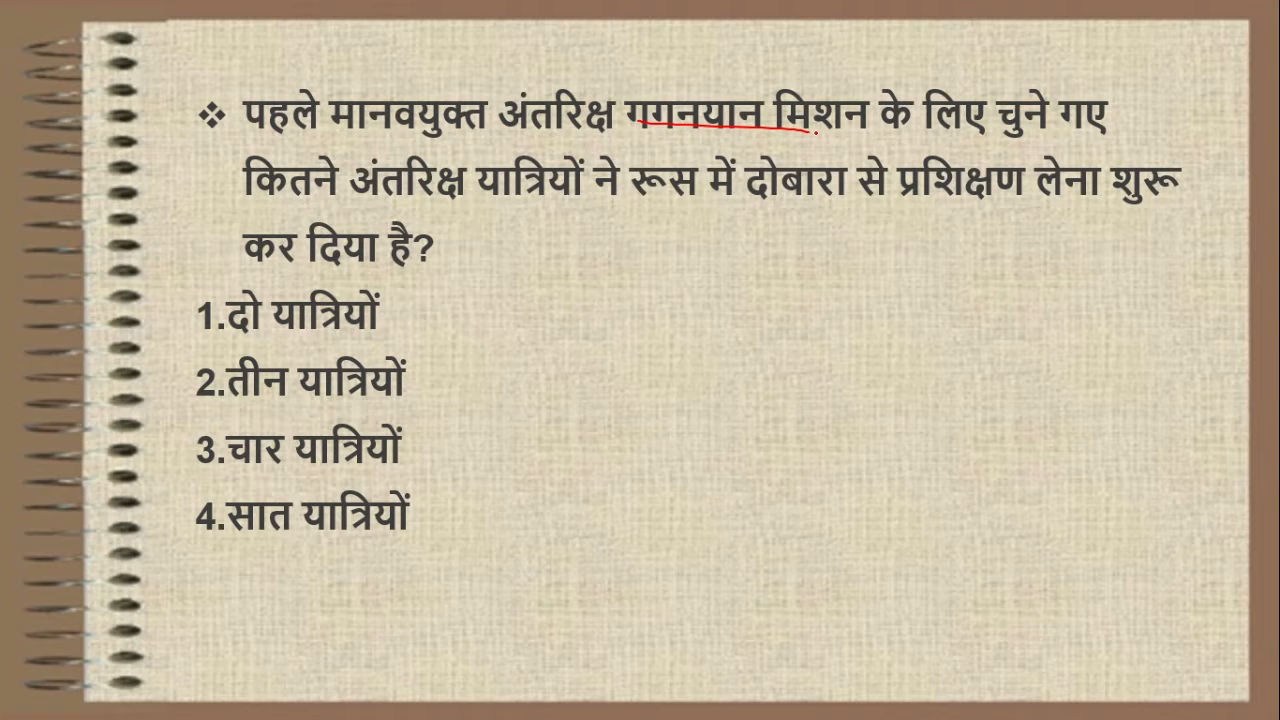 ❖ पहले मानवयुक्त अंतरिक्ष गगनयान मिशन के लिए चुने गए
कितने अंतरिक्ष यात्रियों ने रूस में दोबारा से प्रशिक्षण लेना शुरू
कर दिया है?
1.दो यात्रियों
2.तीन यात्रियों
3.चार यात्रियों
4.सात यात्रियों